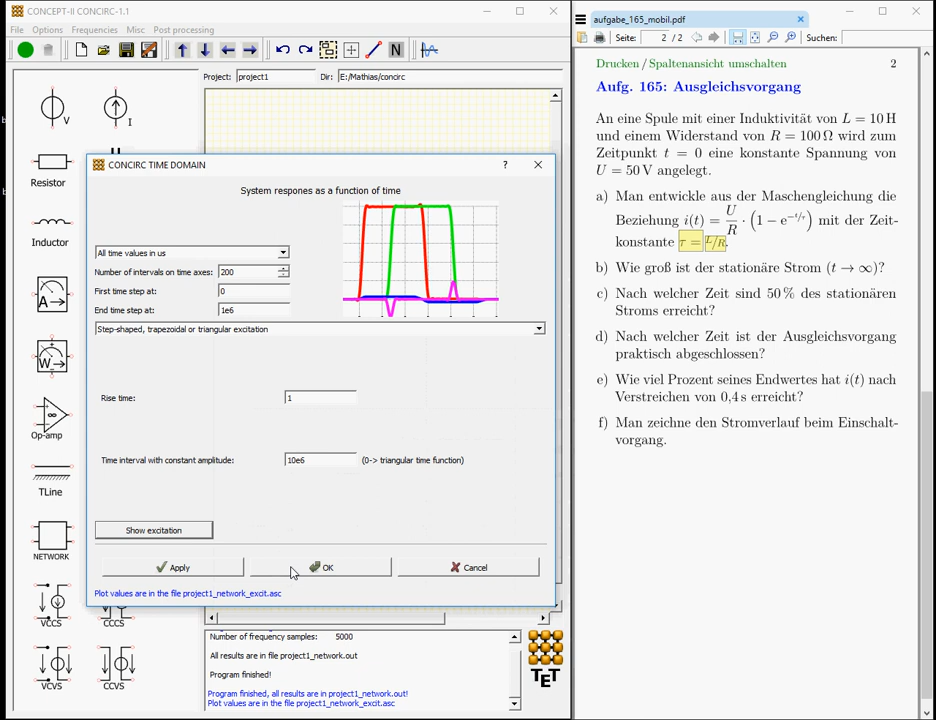 CONCEPT-II CONCIRC-1.1
File Options Frequencies Misc Post processing
N
Project: project1 Dir: E:/Mathias/concirc
V
I
Resistor
Inductor
A
W
Op-amp
TLine
NETWORK
VCCS CCCS
VCVS CCVS
CONCIRC TIME DOMAIN ?
System respones as a function of time
All time values in us
Number of intervals on time axes: 200
First time step at: 0
End time step at: 1e6
Step-shaped, trapezoidal or triangular excitation
Rise time: 1
Time interval with constant amplitude: 10e6 (0-> triangular time function)
Show excitation
Apply OK Cancel
Plot values are in the file project1_network_excit.asc
Number of frequency samples: 5000
All results are in file project1_network.out
Program finished!
Program finished, all results are in project1_network.out!
Plot values are in the file project1_network_excit.asc
TET
aufgabe_165_mobil.pdf
Seite: 2 / 2 Suchen:
Drucken / Spaltenansicht umschalten 2
Aufg. 165: Ausgleichsvorgang
An eine Spule mit einer Induktivität von L = 10 H
und einem Widerstand von R = 100 Ω wird zum
Zeitpunkt t = 0 eine konstante Spannung von
U = 50 V angelegt.
a) Man entwickle aus der Maschengleichung die
Beziehung i(t) = U/R · (1 − e^−t/τ) mit der Zeit-
konstante τ = L/R.
b) Wie groß ist der stationäre Strom (t → ∞)?
c) Nach welcher Zeit sind 50 % des stationären
Stroms erreicht?
d) Nach welcher Zeit ist der Ausgleichsvorgang
praktisch abgeschlossen?
e) Wie viel Prozent seines Endwertes hat i(t) nach
Verstreichen von 0,4 s erreicht?
f) Man zeichne den Stromverlauf beim Einschalt-
vorgang.